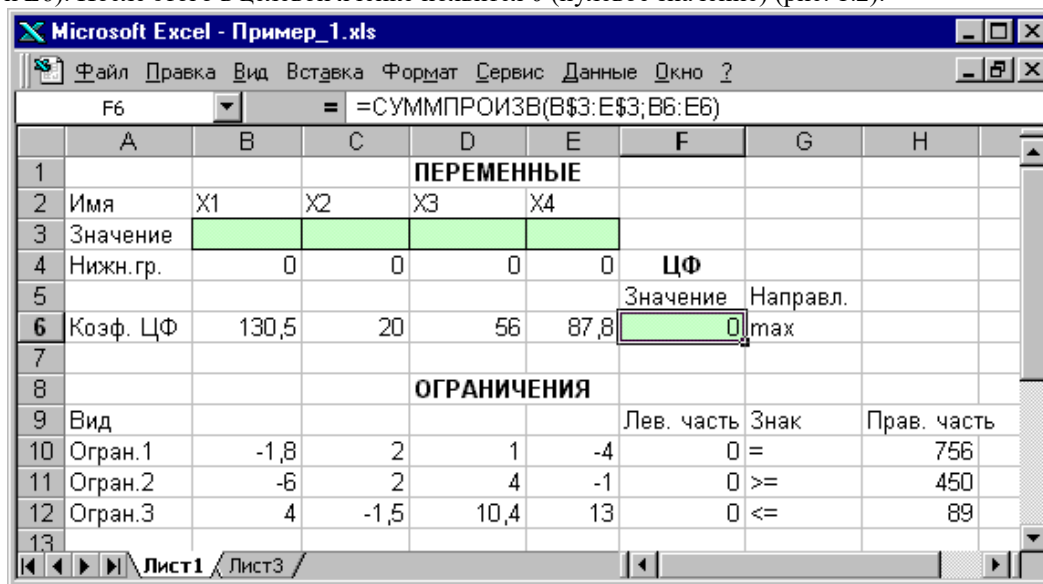 Microsoft Excel - Пример_1.xls
Файл Правка Вид Вставка Формат Сервис Данные Окно ?
F6 = =СУММПРОИЗВ(B$3:E$3;B6:E6)
A B C D E F G H
1 ПЕРЕМЕННЫЕ
2 Имя X1 X2 X3 X4
3 Значение
4 Нижн.гр. 0 0 0 0 ЦФ
5 Значение Направл.
6 Коэф. ЦФ 130,5 20 56 87,8 0 max
7
8 ОГРАНИЧЕНИЯ
9 Вид Лев. часть Знак Прав. часть
10 Огран.1 -1,8 2 1 -4 0 = 756
11 Огран.2 -6 2 4 -1 0 >= 450
12 Огран.3 4 -1,5 10,4 13 0 <= 89
13
Лист1 Лист3